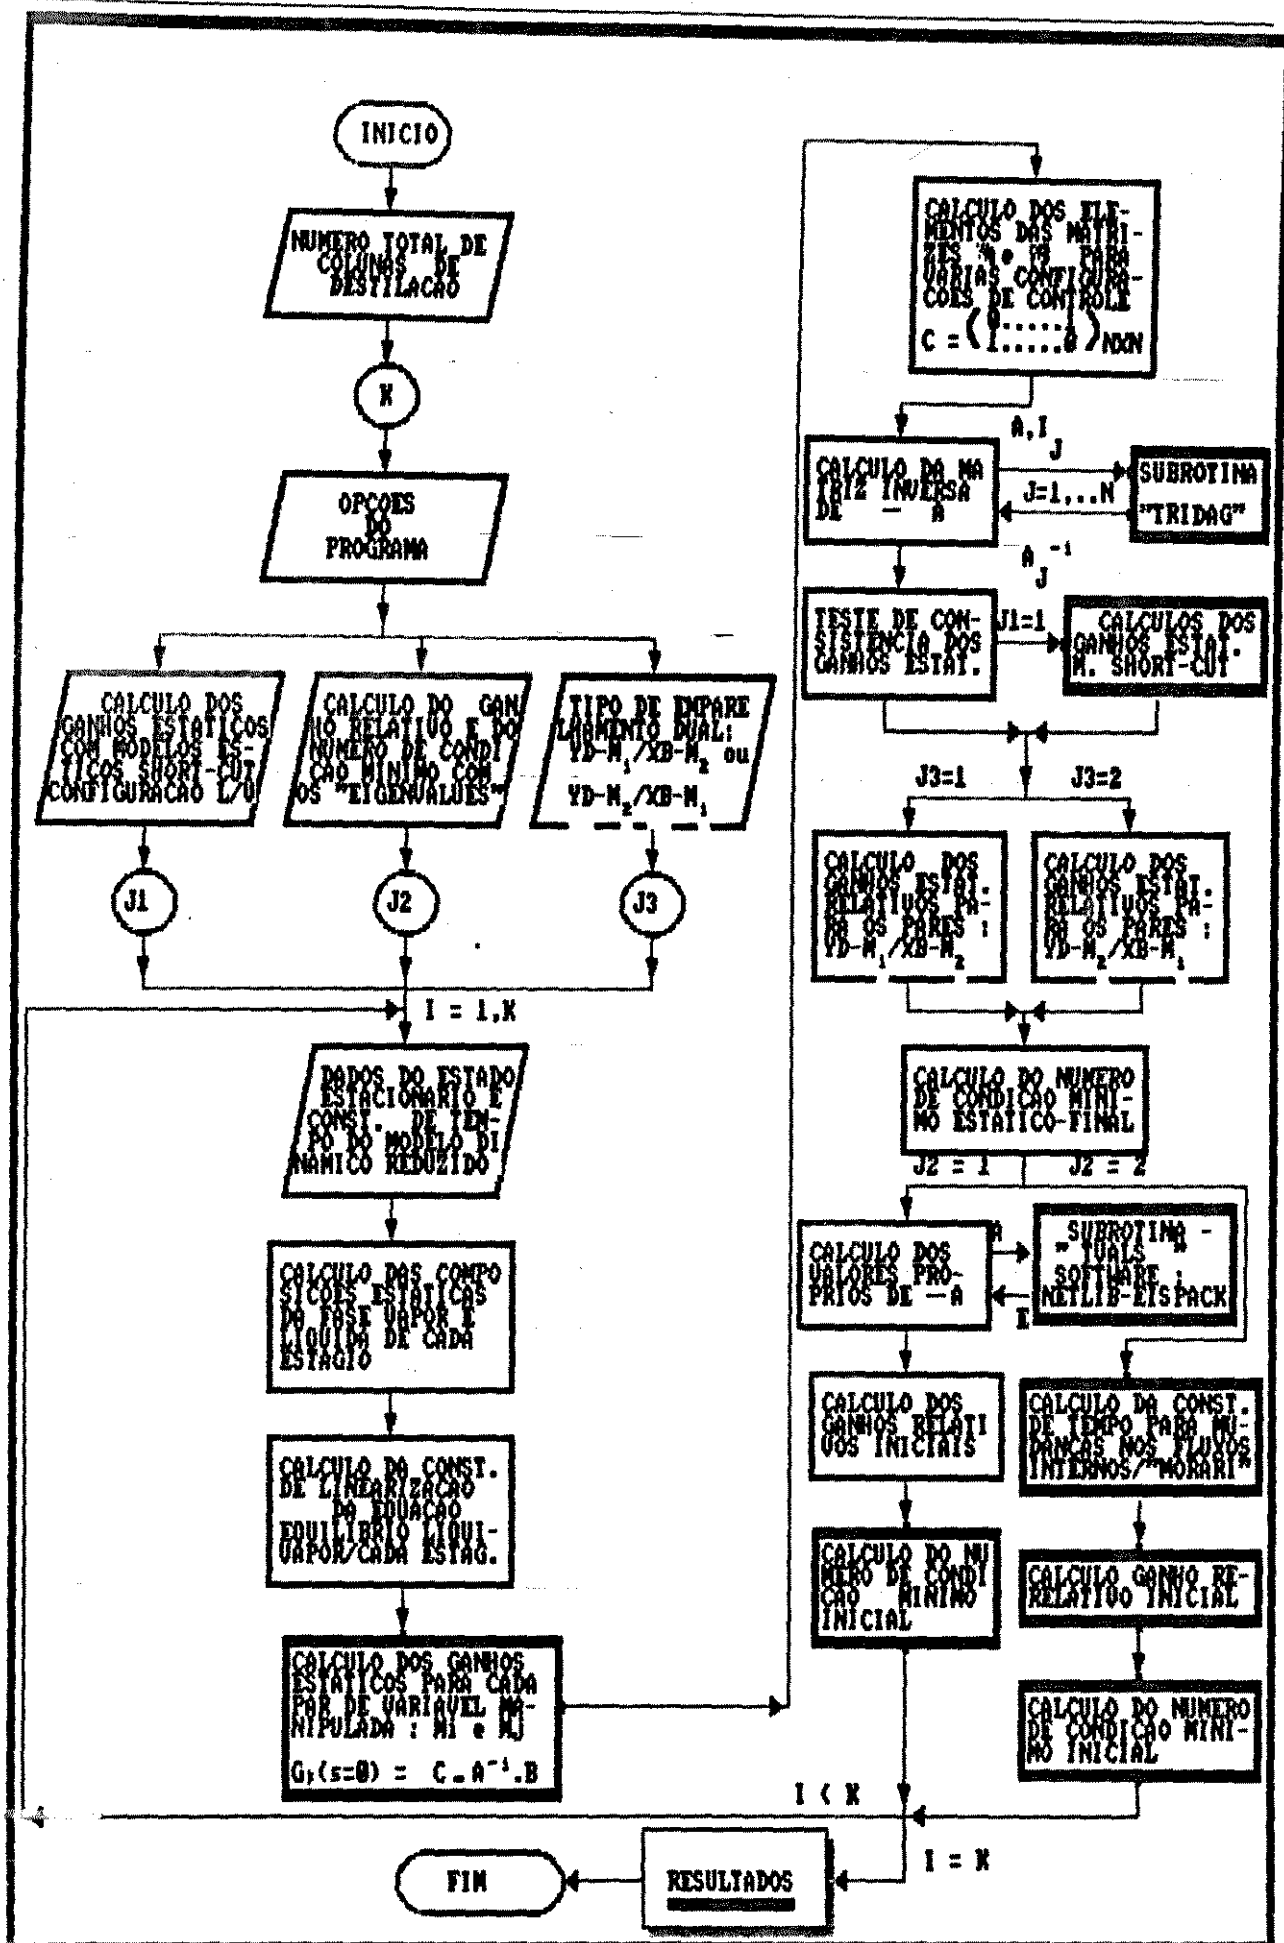 INICIO
NUMERO TOTAL DE
COLUNAS DE
DESTILACAO
K
OPCOES
DO
PROGRAMA
CALCULO DOS
GANHOS ESTATICOS
COM MODELOS ES-
TICOS SHORT-CUT
CONFIGURACAO L/V
CALCULO DO GAN
HO RELATIVO E DO
NUMERO DE CONDI
CAO MINIMO COM
OS "EIGENVALUES"
TIPO DE EMPARE
LHAMENTO DUAL:
YD-M₁/XB-M₂ ou
YD-M₂/XB-M₁
J1
J2
J3
I = 1,K
DADOS DO ESTADO
ESTACIONARIO E
CONST. DE TEM-
PO DO MODELO DI
NAMICO REDUZIDO
CALCULO DAS COMPO
SICOES ESTATICAS
DA FASE VAPOR E
LIQUIDA DE CADA
ESTAGIO
CALCULO DA CONST.
DE LINEARIZACAO
DA EQUACAO
EQUILIBRIO LIQUI-
VAPOR/CADA ESTAG.
CALCULO DOS GANHOS
ESTATICOS PARA CADA
PAR DE VARIAVEL MA-
NIPULADA : Mi e Mj
(s=0) = C.A⁻¹.B
CALCULO DOS ELE-
MENTOS DAS MATRI-
ZES e PARA
VARIAS CONFIGURA-
COES DE CONTROLE
C = (0.....1
1.....0) NXN
A,I
J
CALCULO DA MA
TRIZ INVERSA
DE — A
J=1,..N
SUBROTINA
"TRIDAG"
A ⁻¹
J
TESTE DE CON-
SISTENCIA DOS
GANHOS ESTAT.
J1=1
CALCULOS DOS
GANHOS ESTAT.
M. SHORT-CUT
J3=1
J3=2
CALCULO DOS
GANHOS ESTAT.
RELATIVOS PA-
RA OS PARES :
YD-M₁/XB-M₂
CALCULO DOS
GANHOS ESTAT.
RELATIVOS PA-
RA OS PARES :
YD-M₂/XB-M₁
CALCULO DO NUMERO
DE CONDIÇAO MINI-
MO ESTATICO-FINAL
J2 = 1
J2 = 2
CALCULO DOS
VALORES PRO-
PRIOS DE —A
A
E
SUBROTINA -
" TVALS "
SOFTWARE :
NETLIB-EISPACK
CALCULO DOS
GANHOS RELATI
VOS INICIAIS
CALCULO DA CONST.
DE TEMPO PARA MU-
DANCAS NOS FLUXOS
INTERNOS/"MORARI"
CALCULO DO NU
MERO DE CONDI
CAO MINIMO
INICIAL
CALCULO GANHO RE-
RELATIVO INICIAL
CALCULO DO NUMERO
DE CONDICAO MINI-
MO INICIAL
I < K
I = K
RESULTADOS
FIM